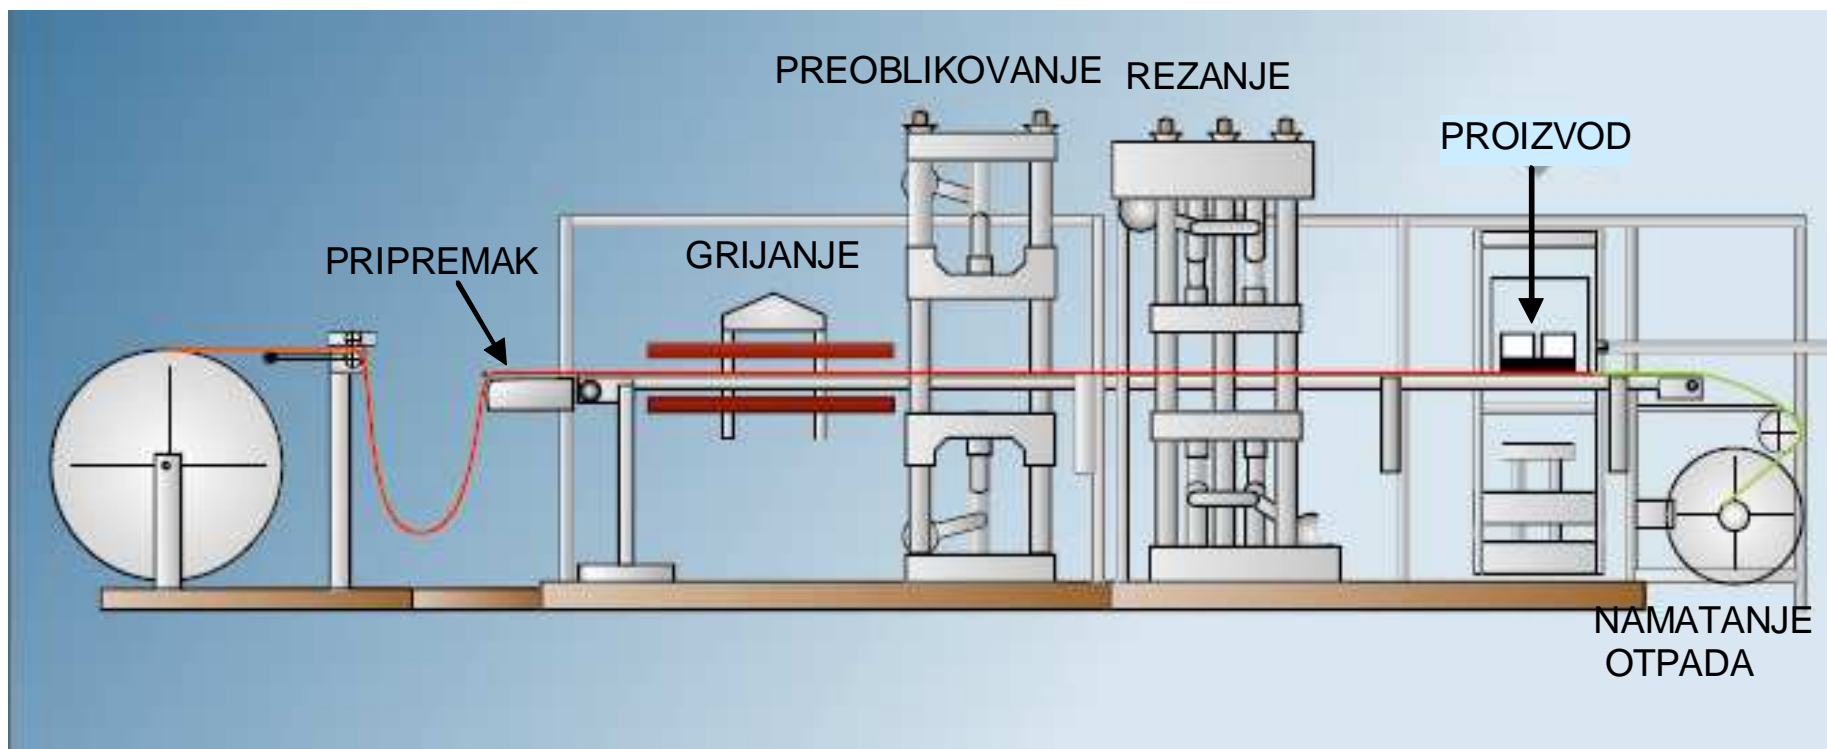 PREOBLIKOVANJE
REZANJE
PROIZVOD
PRIPREMAK
GRIJANJE
NAMATANJE
OTPADA